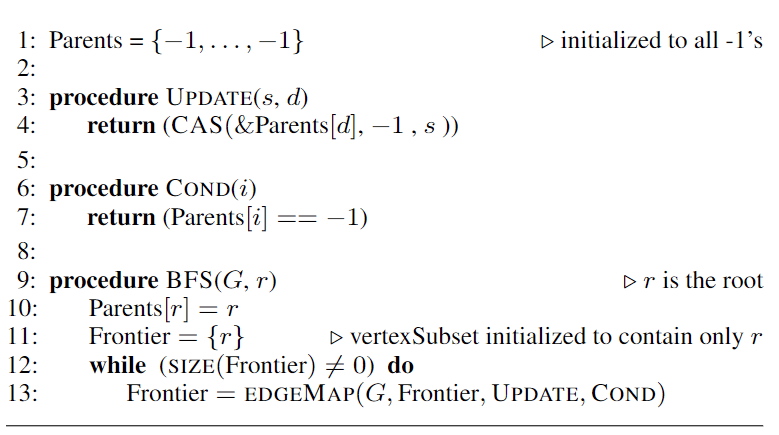 1: Parents = {−1, . . . , −1} ▷ initialized to all -1's
2:
3: procedure UPDATE(s, d)
4: return (CAS(&Parents[d], −1 , s ))
5:
6: procedure COND(i)
7: return (Parents[i] == −1)
8:
9: procedure BFS(G, r) ▷ r is the root
10: Parents[r] = r
11: Frontier = {r} ▷ vertexSubset initialized to contain only r
12: while (SIZE(Frontier) ≠ 0) do
13: Frontier = EDGEMAP(G, Frontier, UPDATE, COND)